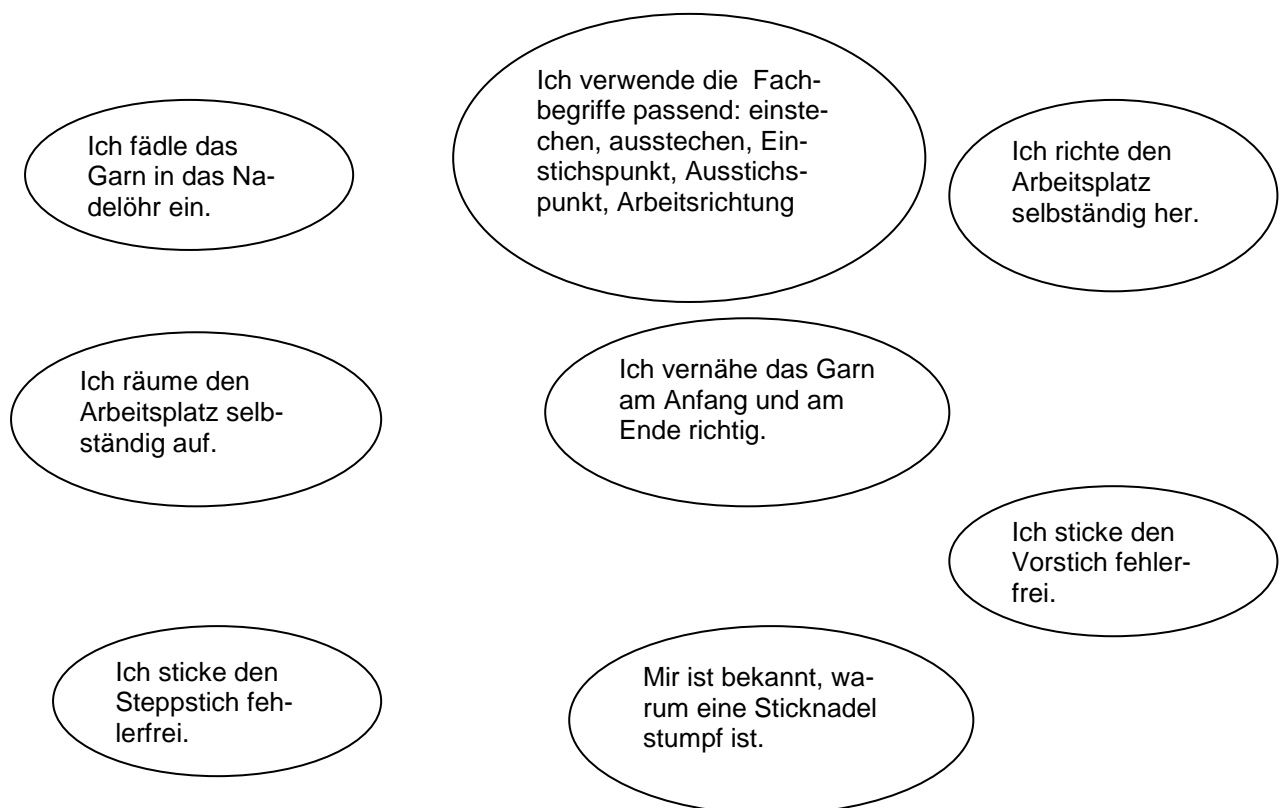 Ich fädle das
Garn in das Na-
delöhr ein.
Ich verwende die  Fach-
begriffe passend: einste-
chen, ausstechen, Ein-
stichspunkt, Ausstichs-
punkt, Arbeitsrichtung
Ich richte den
Arbeitsplatz
selbständig her.
Ich räume den
Arbeitsplatz selb-
ständig auf.
Ich vernähe das Garn
am Anfang und am
Ende richtig.
Ich sticke den
Vorstich fehler-
frei.
Ich sticke den
Steppstich feh-
lerfrei.
Mir ist bekannt, wa-
rum eine Sticknadel
stumpf ist.